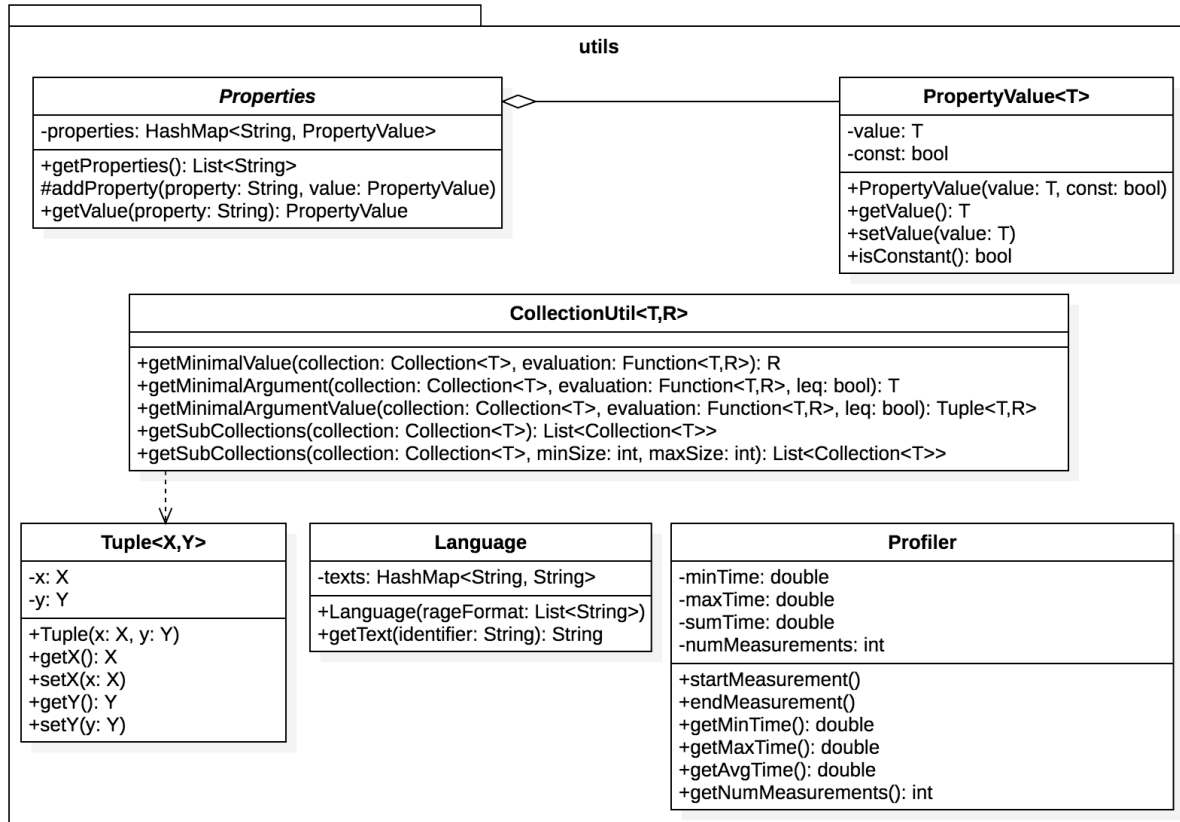 utils
Properties
-properties: HashMap<String, PropertyValue>
+getProperties(): List<String>
#addProperty(property: String, value: PropertyValue)
+getValue(property: String): PropertyValue
PropertyValue<T>
-value: T
-const: bool
+PropertyValue(value: T, const: bool)
+getValue(): T
+setValue(value: T)
+isConstant(): bool
CollectionUtil<T,R>
+getMinimalValue(collection: Collection<T>, evaluation: Function<T,R>): R
+getMinimalArgument(collection: Collection<T>, evaluation: Function<T,R>, leq: bool): T
+getMinimalArgumentValue(collection: Collection<T>, evaluation: Function<T,R>, leq: bool): Tuple<T,R>
+getSubCollections(collection: Collection<T>): List<Collection<T>>
+getSubCollections(collection: Collection<T>, minSize: int, maxSize: int): List<Collection<T>>
Tuple<X,Y>
-x: X
-y: Y
+Tuple(x: X, y: Y)
+getX(): X
+setX(x: X)
+getY(): Y
+setY(y: Y)
Language
-texts: HashMap<String, String>
+Language(rageFormat: List<String>)
+getText(identifier: String): String
Profiler
-minTime: double
-maxTime: double
-sumTime: double
-numMeasurements: int
+startMeasurement()
+endMeasurement()
+getMinTime(): double
+getMaxTime(): double
+getAvgTime(): double
+getNumMeasurements(): int